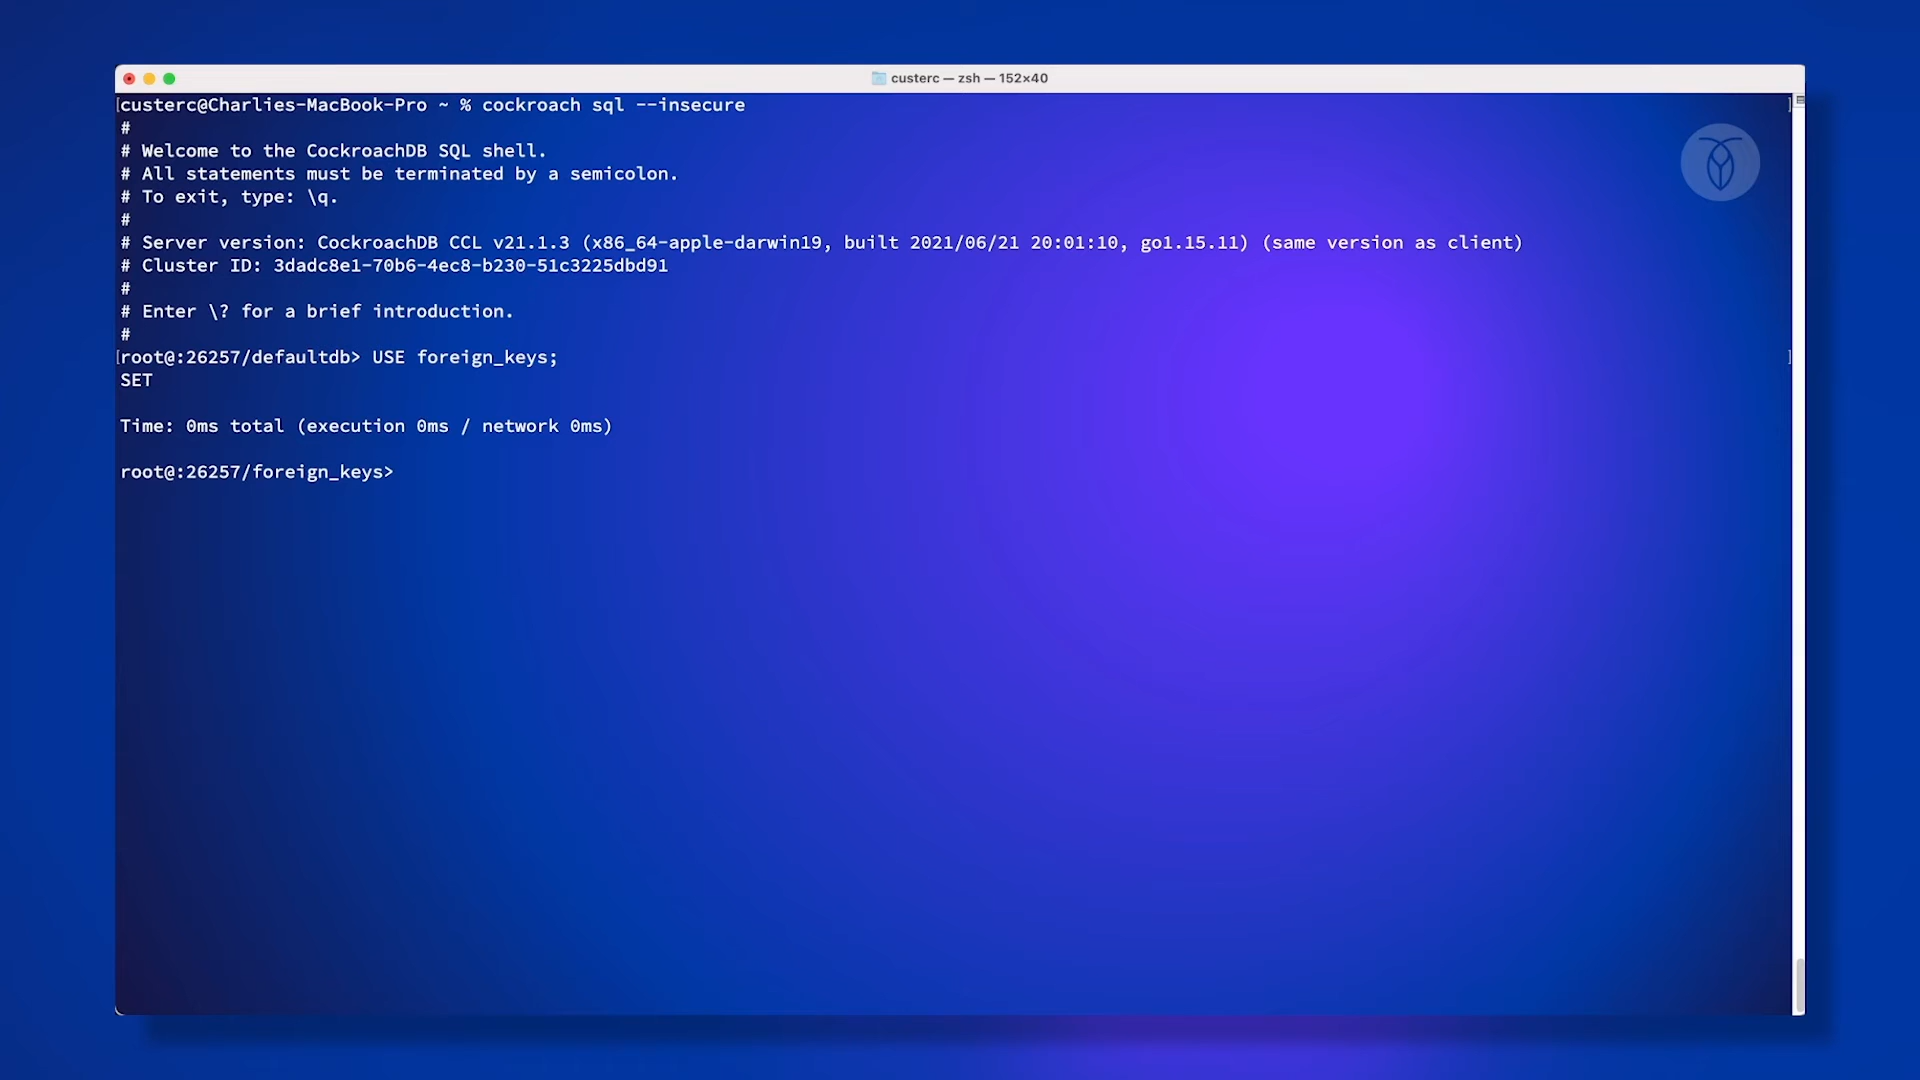 custerc — zsh — 152×40
[custerc@Charlies-MacBook-Pro ~ % cockroach sql --insecure ]
#
# Welcome to the CockroachDB SQL shell.
# All statements must be terminated by a semicolon.
# To exit, type: \q.
#
# Server version: CockroachDB CCL v21.1.3 (x86_64-apple-darwin19, built 2021/06/21 20:01:10, go1.15.11) (same version as client)
# Cluster ID: 3dadc8e1-70b6-4ec8-b230-51c3225dbd91
#
# Enter \? for a brief introduction.
#
[root@:26257/defaultdb> USE foreign_keys; ]
SET
Time: 0ms total (execution 0ms / network 0ms)
root@:26257/foreign_keys>